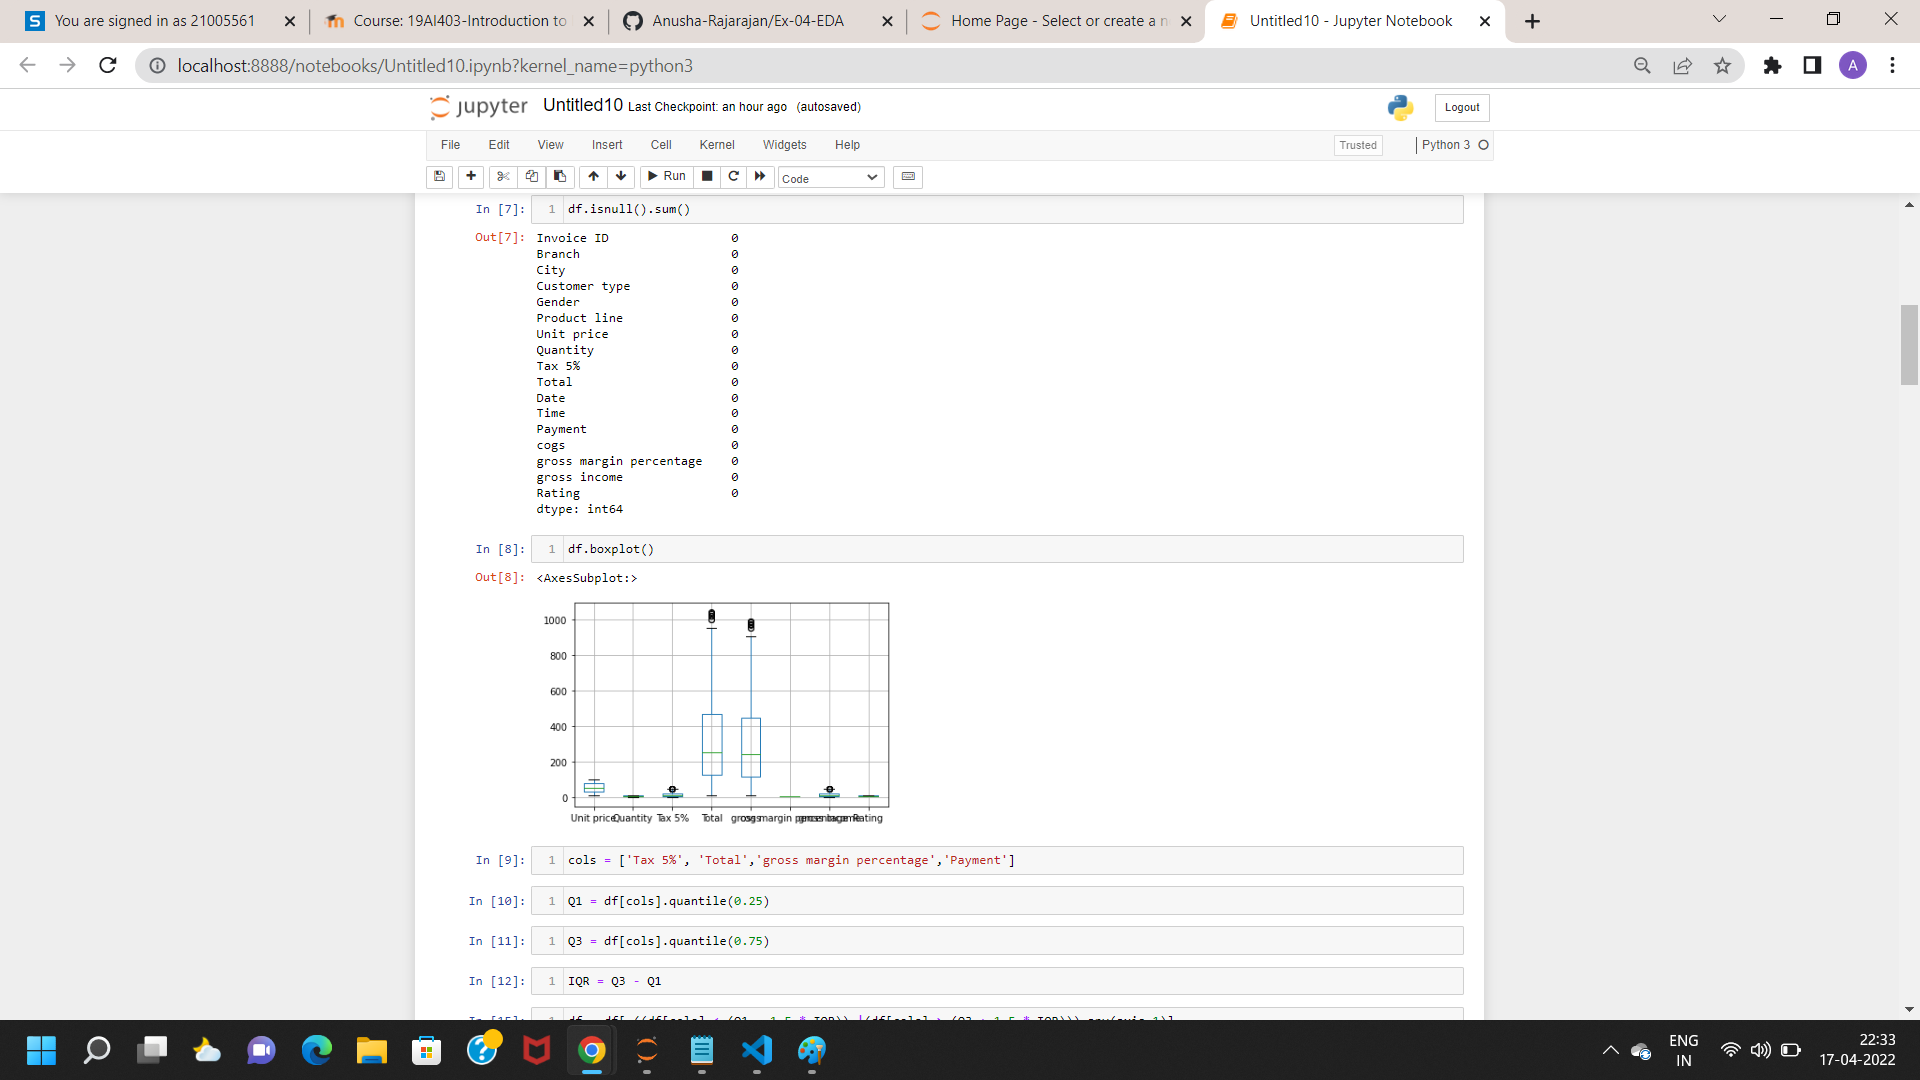 You are signed in as 21005561
Course: 19AI403-Introduction to
Anusha-Rajarajan/Ex-04-EDA
Home Page - Select or create a n
Untitled10 - Jupyter Notebook
localhost:8888/notebooks/Untitled10.ipynb?kernel_name=python3
A
jupyter Untitled10 Last Checkpoint: an hour ago (autosaved)
Logout
File Edit View Insert Cell Kernel Widgets Help
Trusted
Python 3
Run
Code
In [7]: 1 df.isnull().sum()
Out[7]: Invoice ID 0
Branch 0
City 0
Customer type 0
Gender 0
Product line 0
Unit price 0
Quantity 0
Tax 5% 0
Total 0
Date 0
Time 0
Payment 0
cogs 0
gross margin percentage 0
gross income 0
Rating 0
dtype: int64
In [8]: 1 df.boxplot()
Out[8]: <AxesSubplot:>
1000
800
600
400
200
0
Unit price Quantity Tax 5% Total cogs gross margin percentage gross income Rating
In [9]: 1 cols = ['Tax 5%', 'Total','gross margin percentage','Payment']
In [10]: 1 Q1 = df[cols].quantile(0.25)
In [11]: 1 Q3 = df[cols].quantile(0.75)
In [12]: 1 IQR = Q3 - Q1
ENG
IN
22:33
17-04-2022